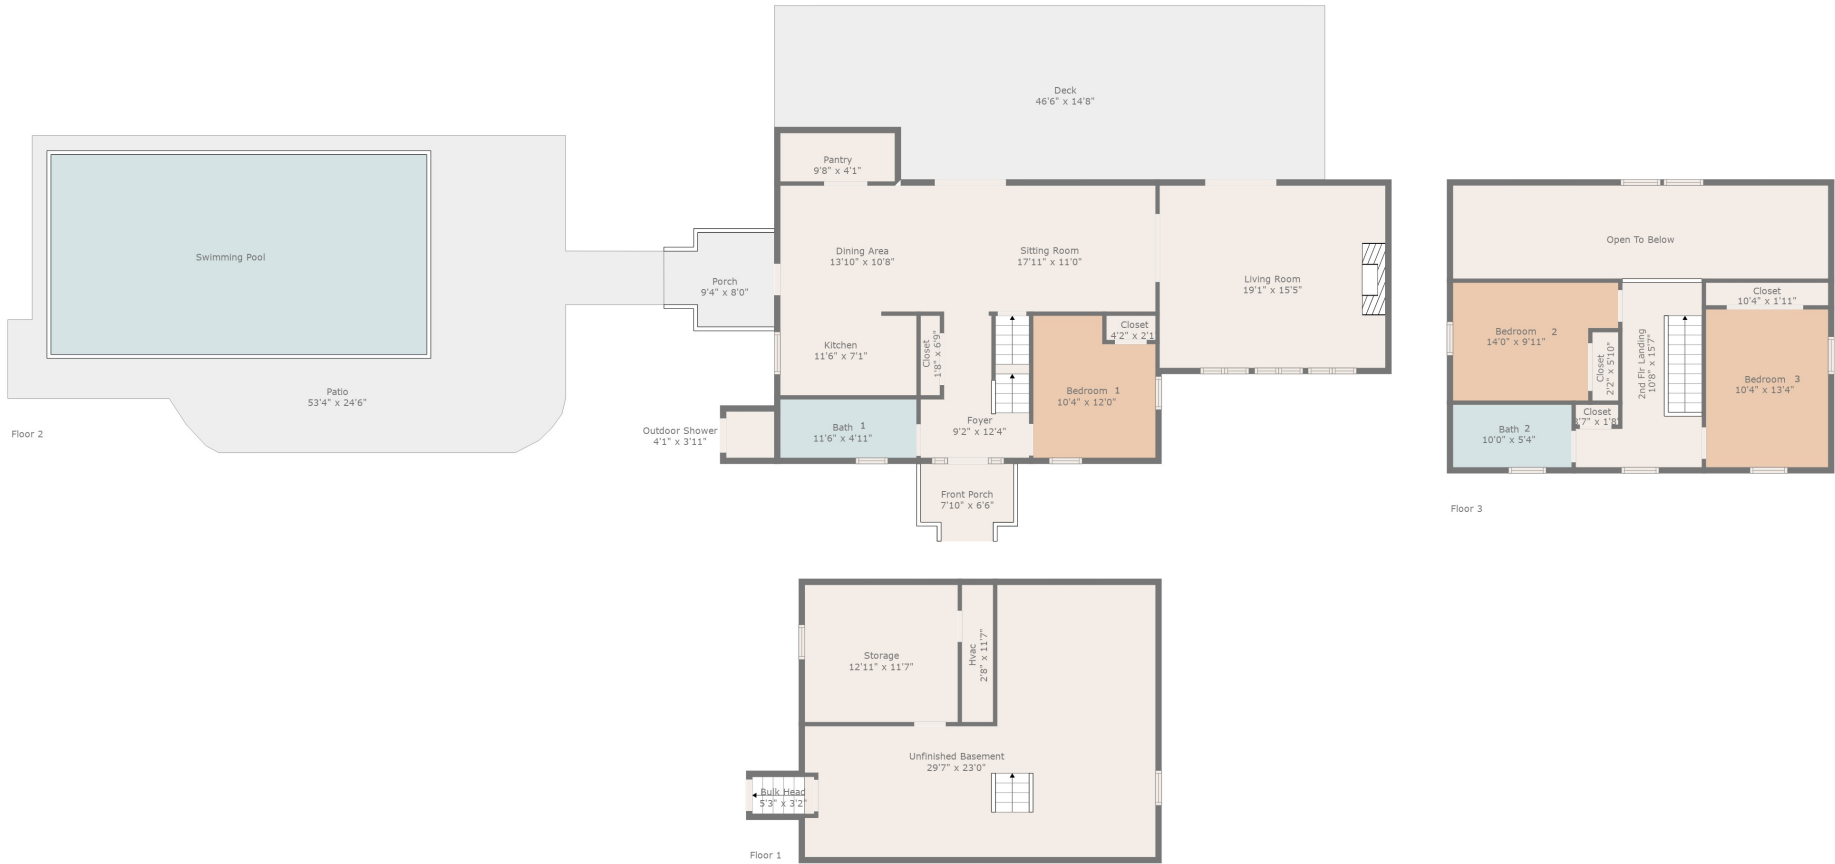 Deck
46'6" x 14'8"
Swimming Pool
Patio
53'4" x 24'6"
Floor 2
Porch
9'4" x 8'0"
Pantry
9'8" x 4'1"
Dining Area
13'10" x 10'8"
Sitting Room
17'11" x 11'0"
Living Room
19'1" x 15'5"
Kitchen
11'6" x 7'1"
Closet
1'8" x 6'9"
Closet
4'2" x 2'1
Bedroom 1
10'4" x 12'0"
Bath 1
11'6" x 4'11"
Foyer
9'2" x 12'4"
Outdoor Shower
4'1" x 3'11"
Front Porch
7'10" x 6'6"
Open To Below
Bedroom 2
14'0" x 9'11"
Closet
2'2" x 5'10"
2nd Flr Landing
10'8" x 15'7"
Closet
10'4" x 1'11"
Bedroom 3
10'4" x 13'4"
Closet
3'7" x 1'8"
Bath 2
10'0" x 5'4"
Floor 3
Storage
12'11" x 11'7"
Hvac
2'8" x 11'7"
Unfinished Basement
29'7" x 23'0"
Bulk Head
5'3" x 3'2"
Floor 1